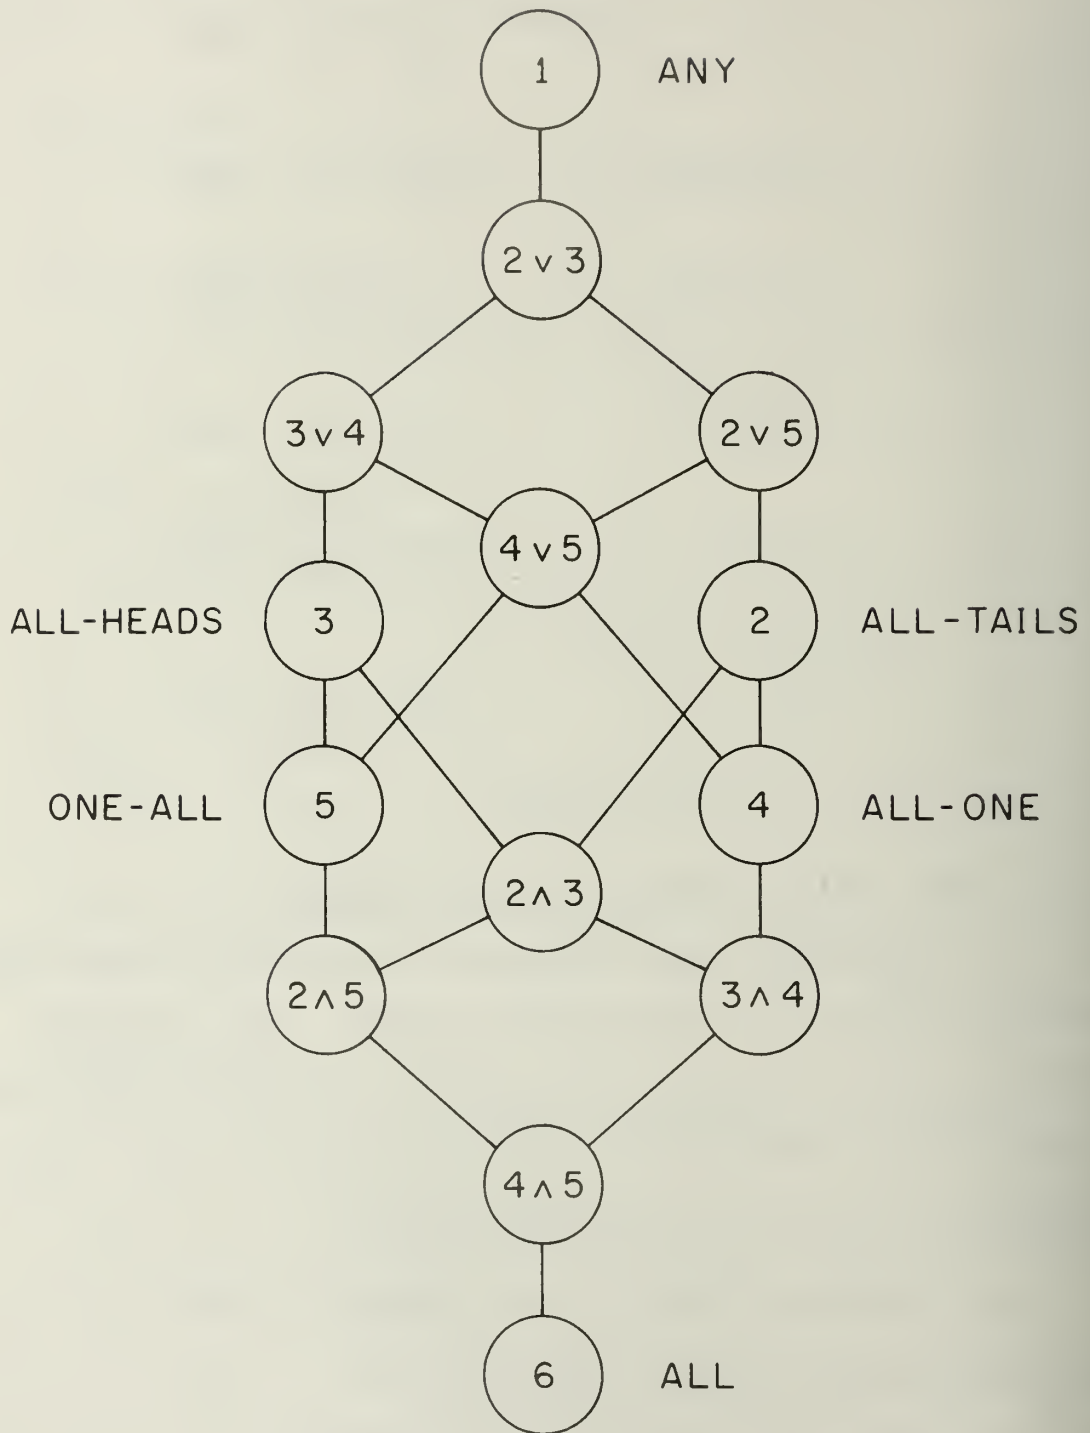 1 ANY
2 ∨ 3
3 ∨ 4 2 ∨ 5
4 ∨ 5
ALL-HEADS 3 2 ALL-TAILS
ONE-ALL 5 4 ALL-ONE
2 ∧ 3
2 ∧ 5 3 ∧ 4
4 ∧ 5
6 ALL